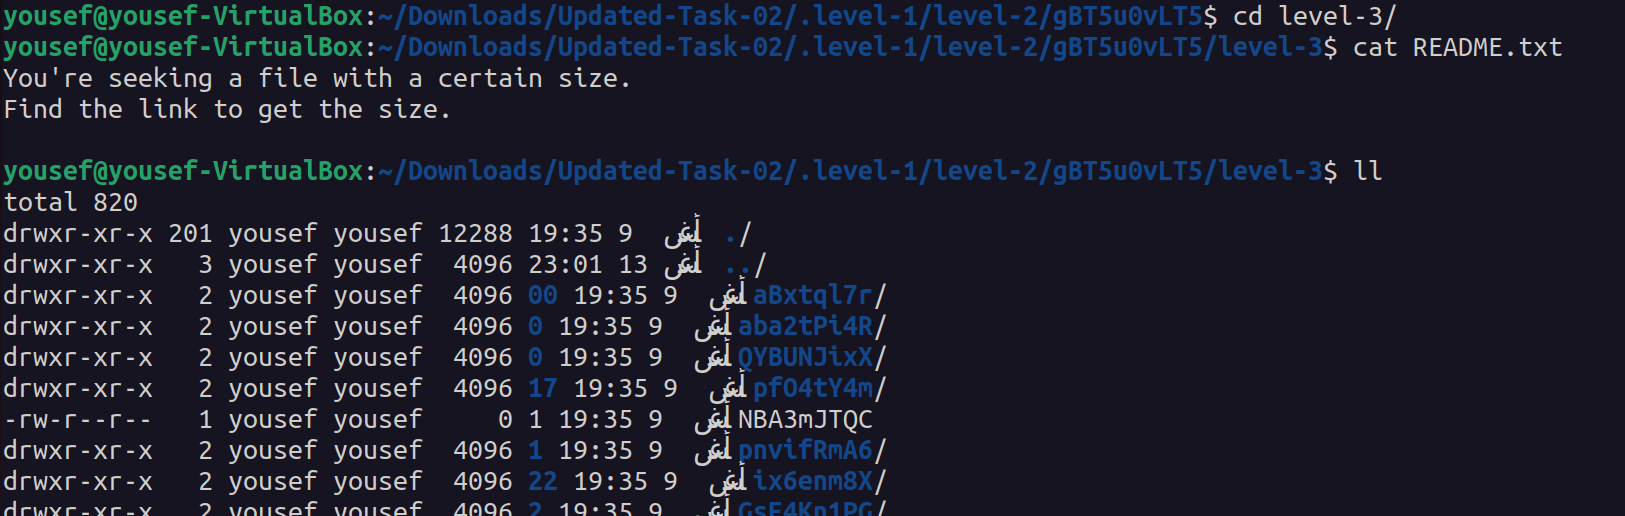 yousef@yousef-VirtualBox:~/Downloads/Updated-Task-02/.level-1/level-2/gBT5u0vLT5$ cd level-3/
yousef@yousef-VirtualBox:~/Downloads/Updated-Task-02/.level-1/level-2/gBT5u0vLT5/level-3$ cat README.txt
You're seeking a file with a certain size.
Find the link to get the size.
yousef@yousef-VirtualBox:~/Downloads/Updated-Task-02/.level-1/level-2/gBT5u0vLT5/level-3$ ll
total 820
drwxr-xr-x 201 yousef yousef 12288 19:35 9 أغس ./
drwxr-xr-x 3 yousef yousef 4096 23:01 13 أغس ../
drwxr-xr-x 2 yousef yousef 4096 00 19:35 9 أغس aBxtql7r/
drwxr-xr-x 2 yousef yousef 4096 0 19:35 9 أغس aba2tPi4R/
drwxr-xr-x 2 yousef yousef 4096 0 19:35 9 أغس QYBUNJixX/
drwxr-xr-x 2 yousef yousef 4096 17 19:35 9 أغس pfO4tY4m/
-rw-r--r-- 1 yousef yousef 0 1 19:35 9 أغس NBA3mJTQC
drwxr-xr-x 2 yousef yousef 4096 1 19:35 9 أغس pnvifRmA6/
drwxr-xr-x 2 yousef yousef 4096 22 19:35 9 أغس ix6enm8X/
drwxr-xr-x 2 yousef yousef 4096 2 19:35 9 أغس